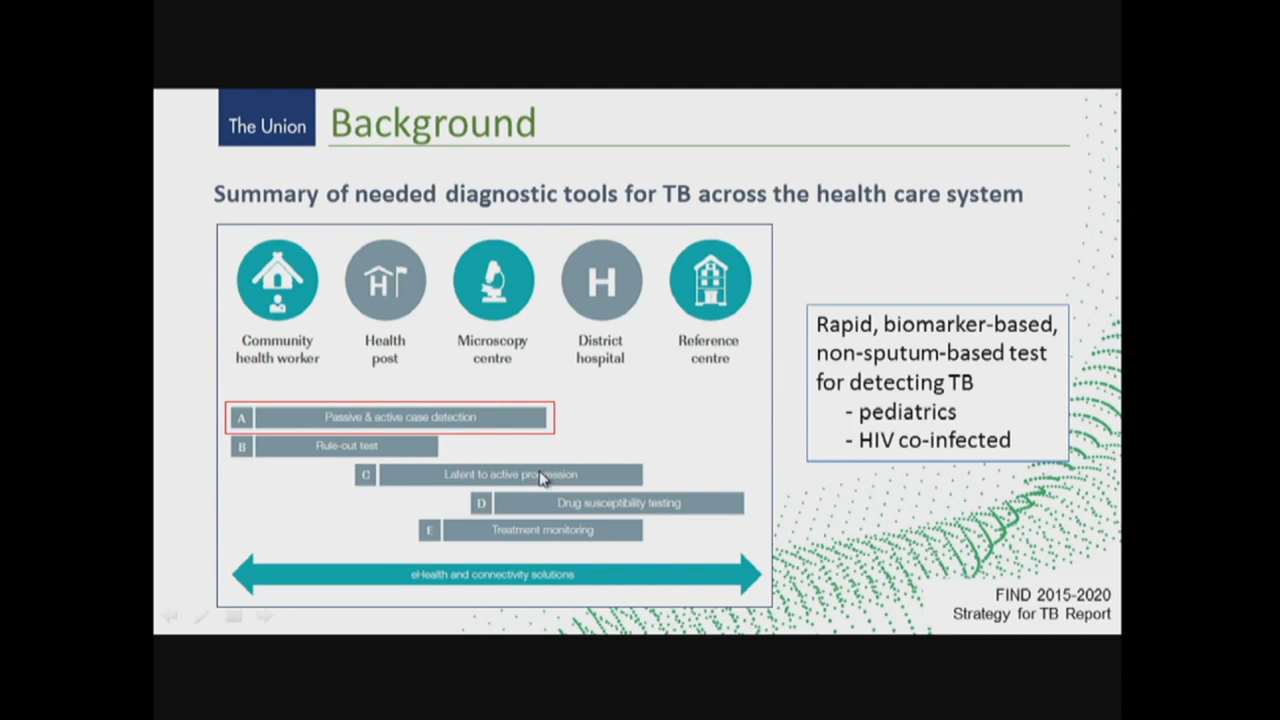 The Union
Background
Summary of needed diagnostic tools for TB across the health care system
H
H
Community
health worker
Health
post
Microscopy
centre
District
hospital
Reference
centre
A Passive & active case detection
B Rule-out test
C Latent to active progression
D Drug susceptibility testing
E Treatment monitoring
eHealth and connectivity solutions
Rapid, biomarker-based,
non-sputum-based test
for detecting TB
- pediatrics
- HIV co-infected
FIND 2015-2020
Strategy for TB Report